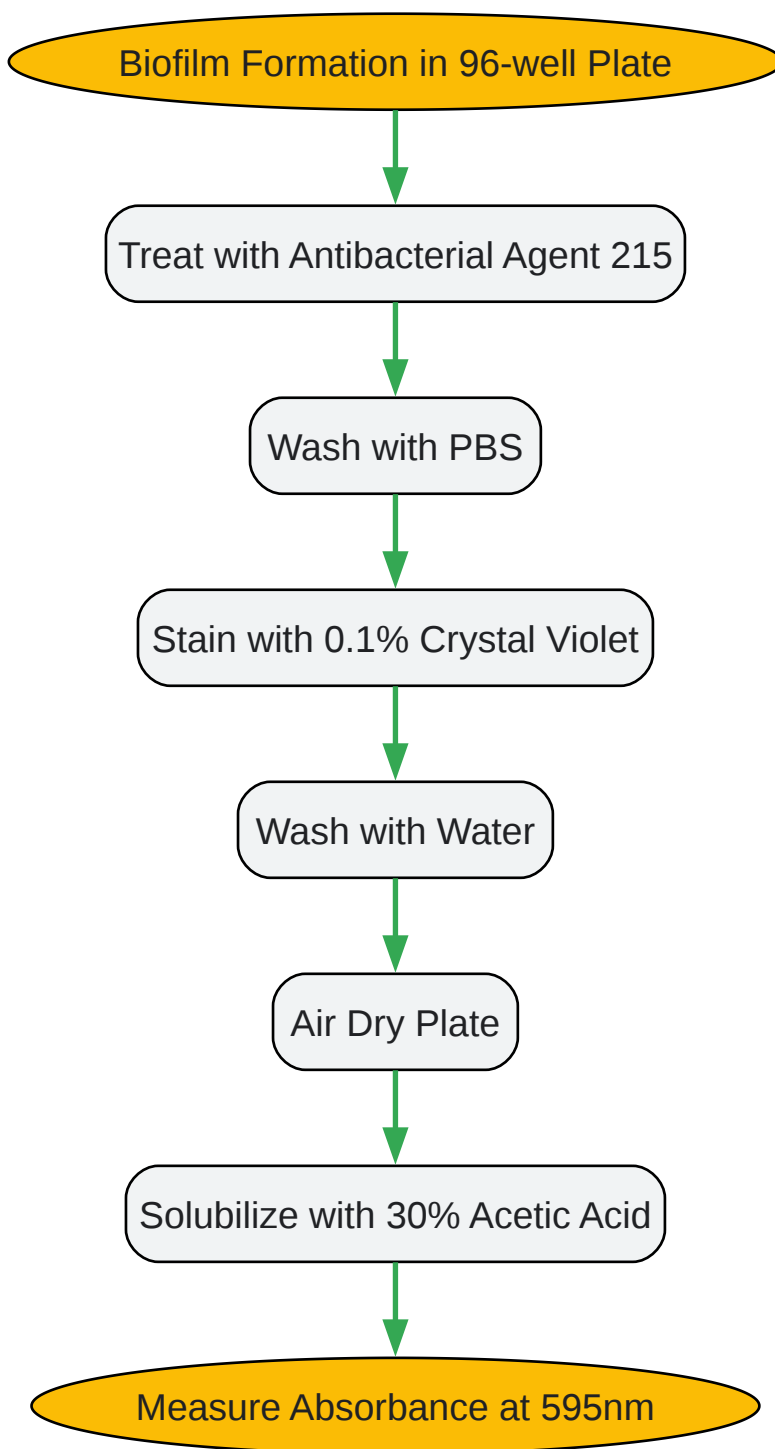 Biofilm Formation in 96-well Plate
Treat with Antibacterial Agent 215
Wash with PBS
Stain with 0.1% Crystal Violet
Wash with Water
Air Dry Plate
Solubilize with 30% Acetic Acid
Measure Absorbance at 595nm